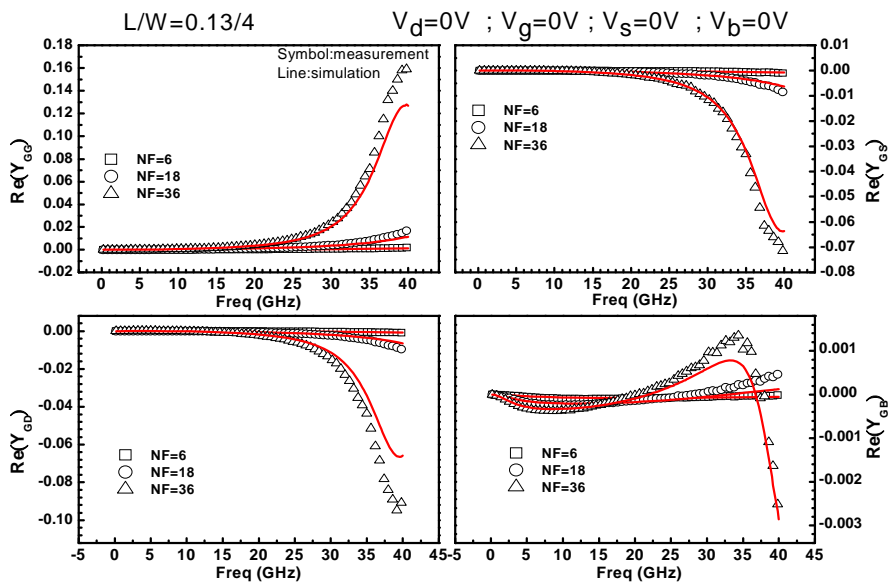 L/W=0.13/4 V_d=0V ; V_g=0V ; V_s=0V ; V_b=0V
0.18
0.16
0.14
0.12
0.10
0.08
0.06
0.04
0.02
0.00
-0.02
Re(Y_GG)
Symbol:measurement
Line:simulation
NF=6
NF=18
NF=36
0 5 10 15 20 25 30 35 40
Freq (GHz)
0.01
0.00
-0.01
-0.02
-0.03
-0.04
-0.05
-0.06
-0.07
-0.08
Re(Y_GS)
NF=6
NF=18
NF=36
0 5 10 15 20 25 30 35 40
Freq (GHz)
0.00
-0.02
-0.04
-0.06
-0.08
-0.10
Re(Y_GD)
NF=6
NF=18
NF=36
-5 0 5 10 15 20 25 30 35 40 45
Freq (GHz)
0.001
0.000
-0.001
-0.002
-0.003
Re(Y_GB)
NF=6
NF=18
NF=36
-5 0 5 10 15 20 25 30 35 40 45
Freq (GHz)